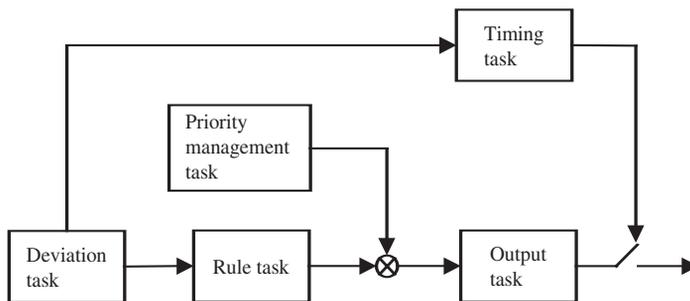 Timing
task
Priority
management
task
Deviation
task
Rule task
Output
task